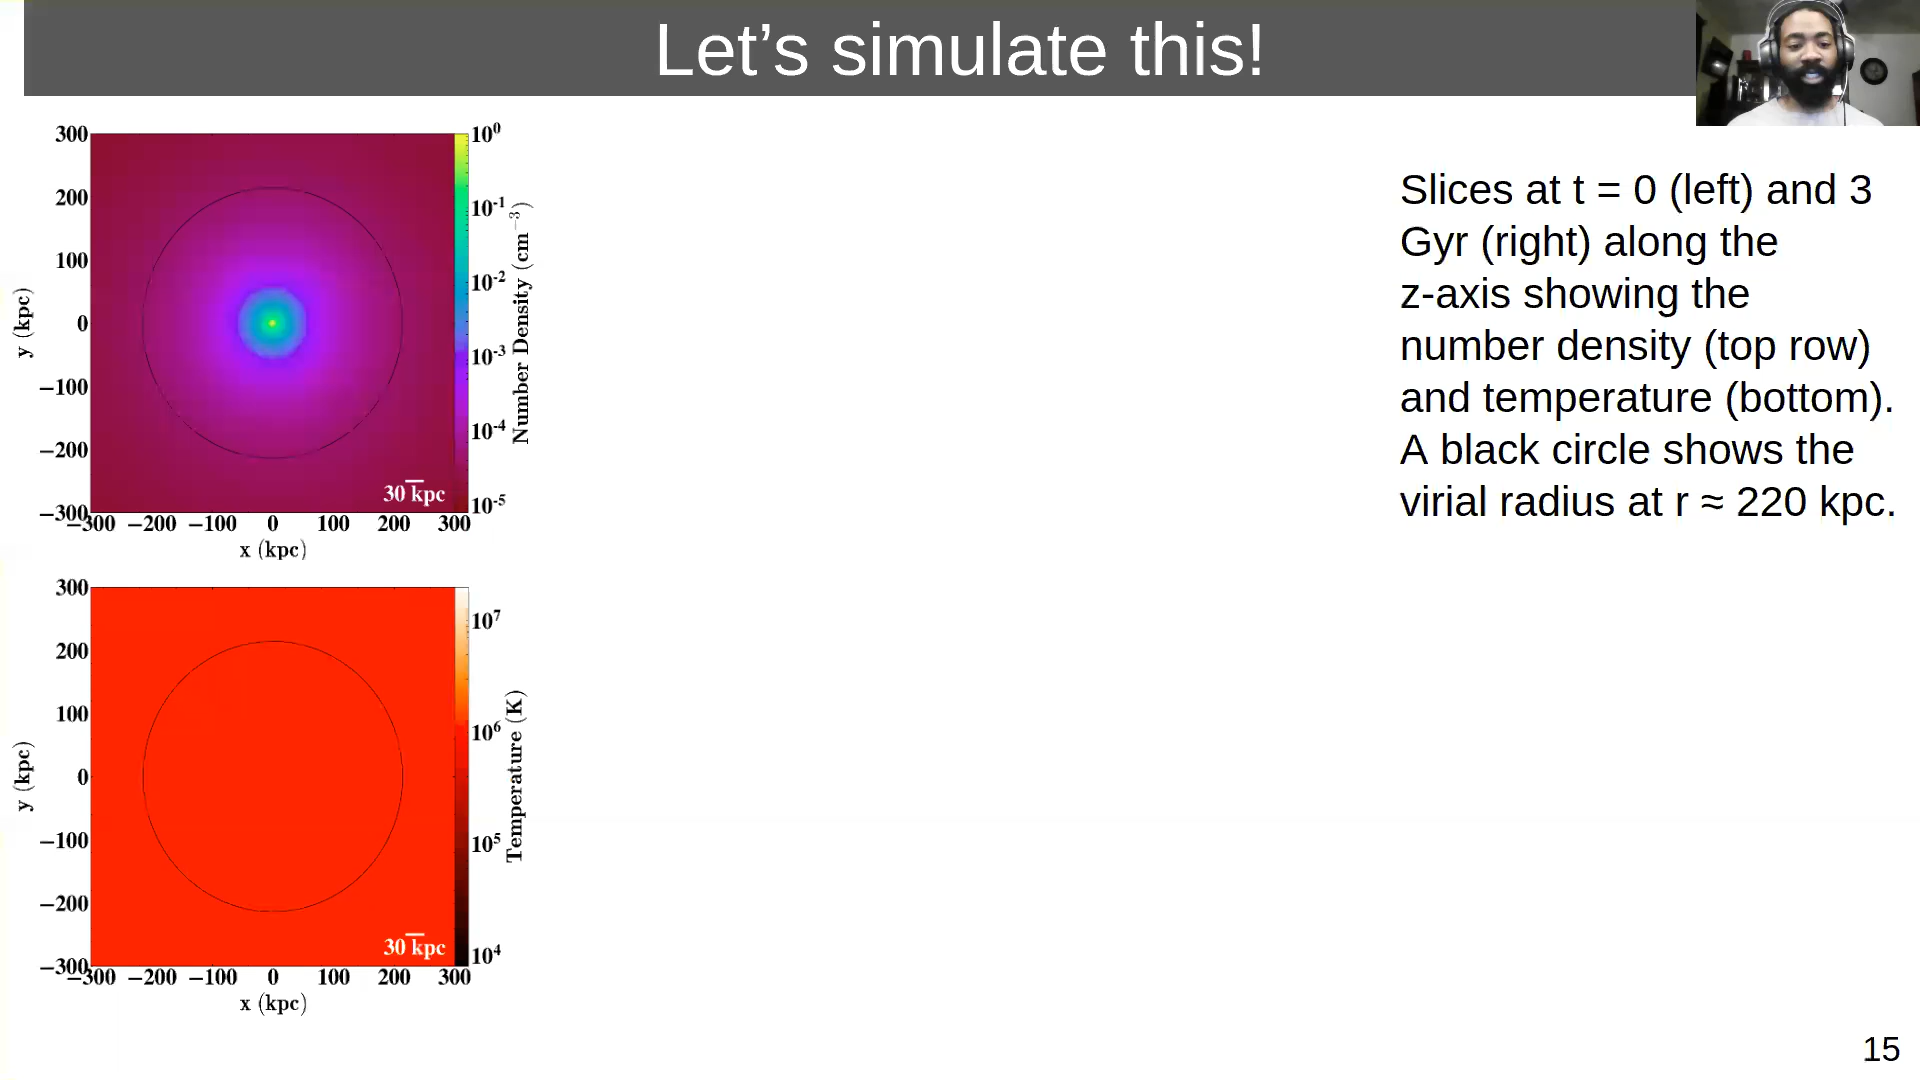 Let's simulate this!
300
200
100
0
−100
−200
−300
y (kpc)
−300 −200 −100 0 100 200 300
x (kpc)
30 kpc
10⁰
10⁻¹
10⁻²
10⁻³
10⁻⁴
10⁻⁵
Number Density (cm⁻³)
Slices at t = 0 (left) and 3
Gyr (right) along the
z-axis showing the
number density (top row)
and temperature (bottom).
A black circle shows the
virial radius at r ≈ 220 kpc.
300
200
100
0
−100
−200
−300
y (kpc)
−300 −200 −100 0 100 200 300
x (kpc)
30 kpc
10⁷
10⁶
10⁵
10⁴
Temperature (K)
15